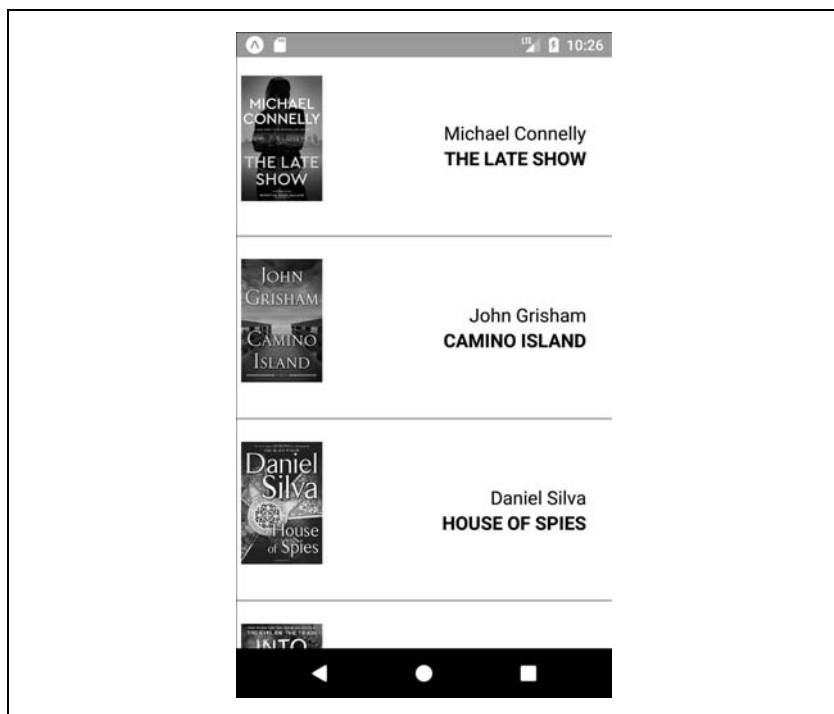 LTE 10:26
MICHAEL
CONNELLY
THE LATE
SHOW
Michael Connelly
THE LATE SHOW
JOHN
GRISHAM
CAMINO
ISLAND
John Grisham
CAMINO ISLAND
Daniel
Silva
House
of Spies
Daniel Silva
HOUSE OF SPIES
INTO